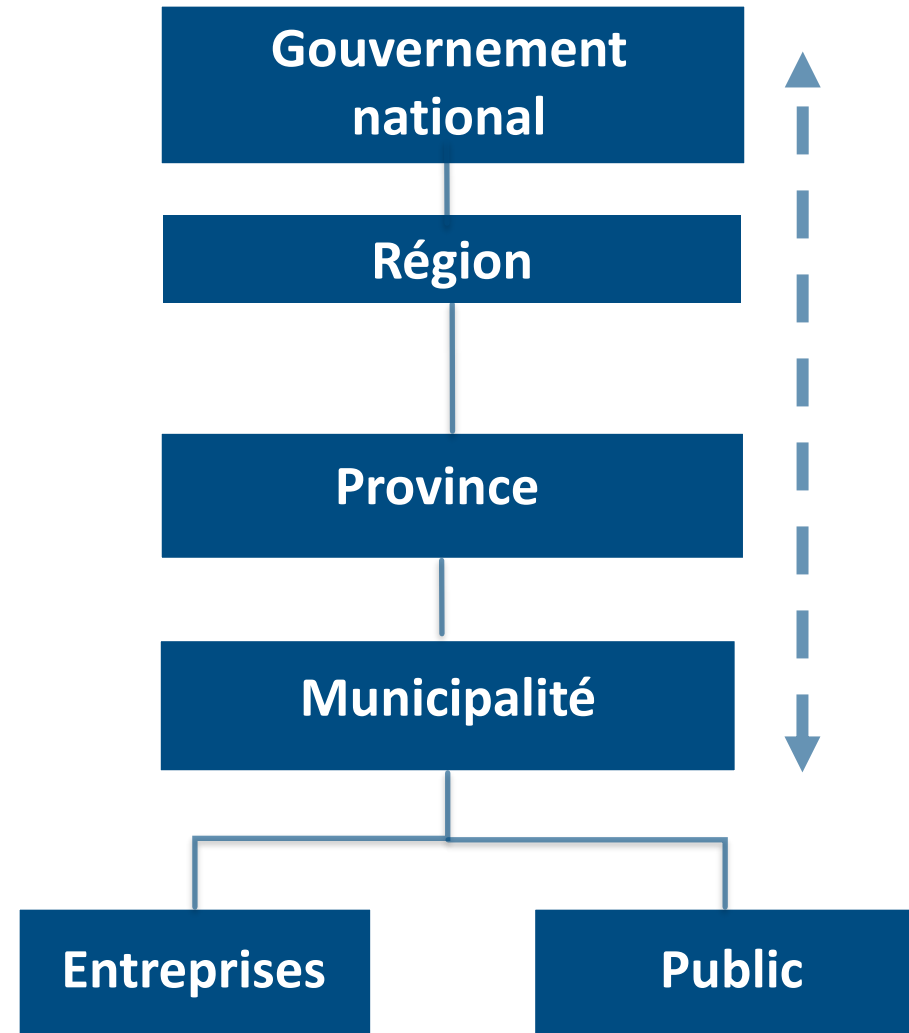 Gouvernement
national
Région
Province
Municipalité
Entreprises
Public